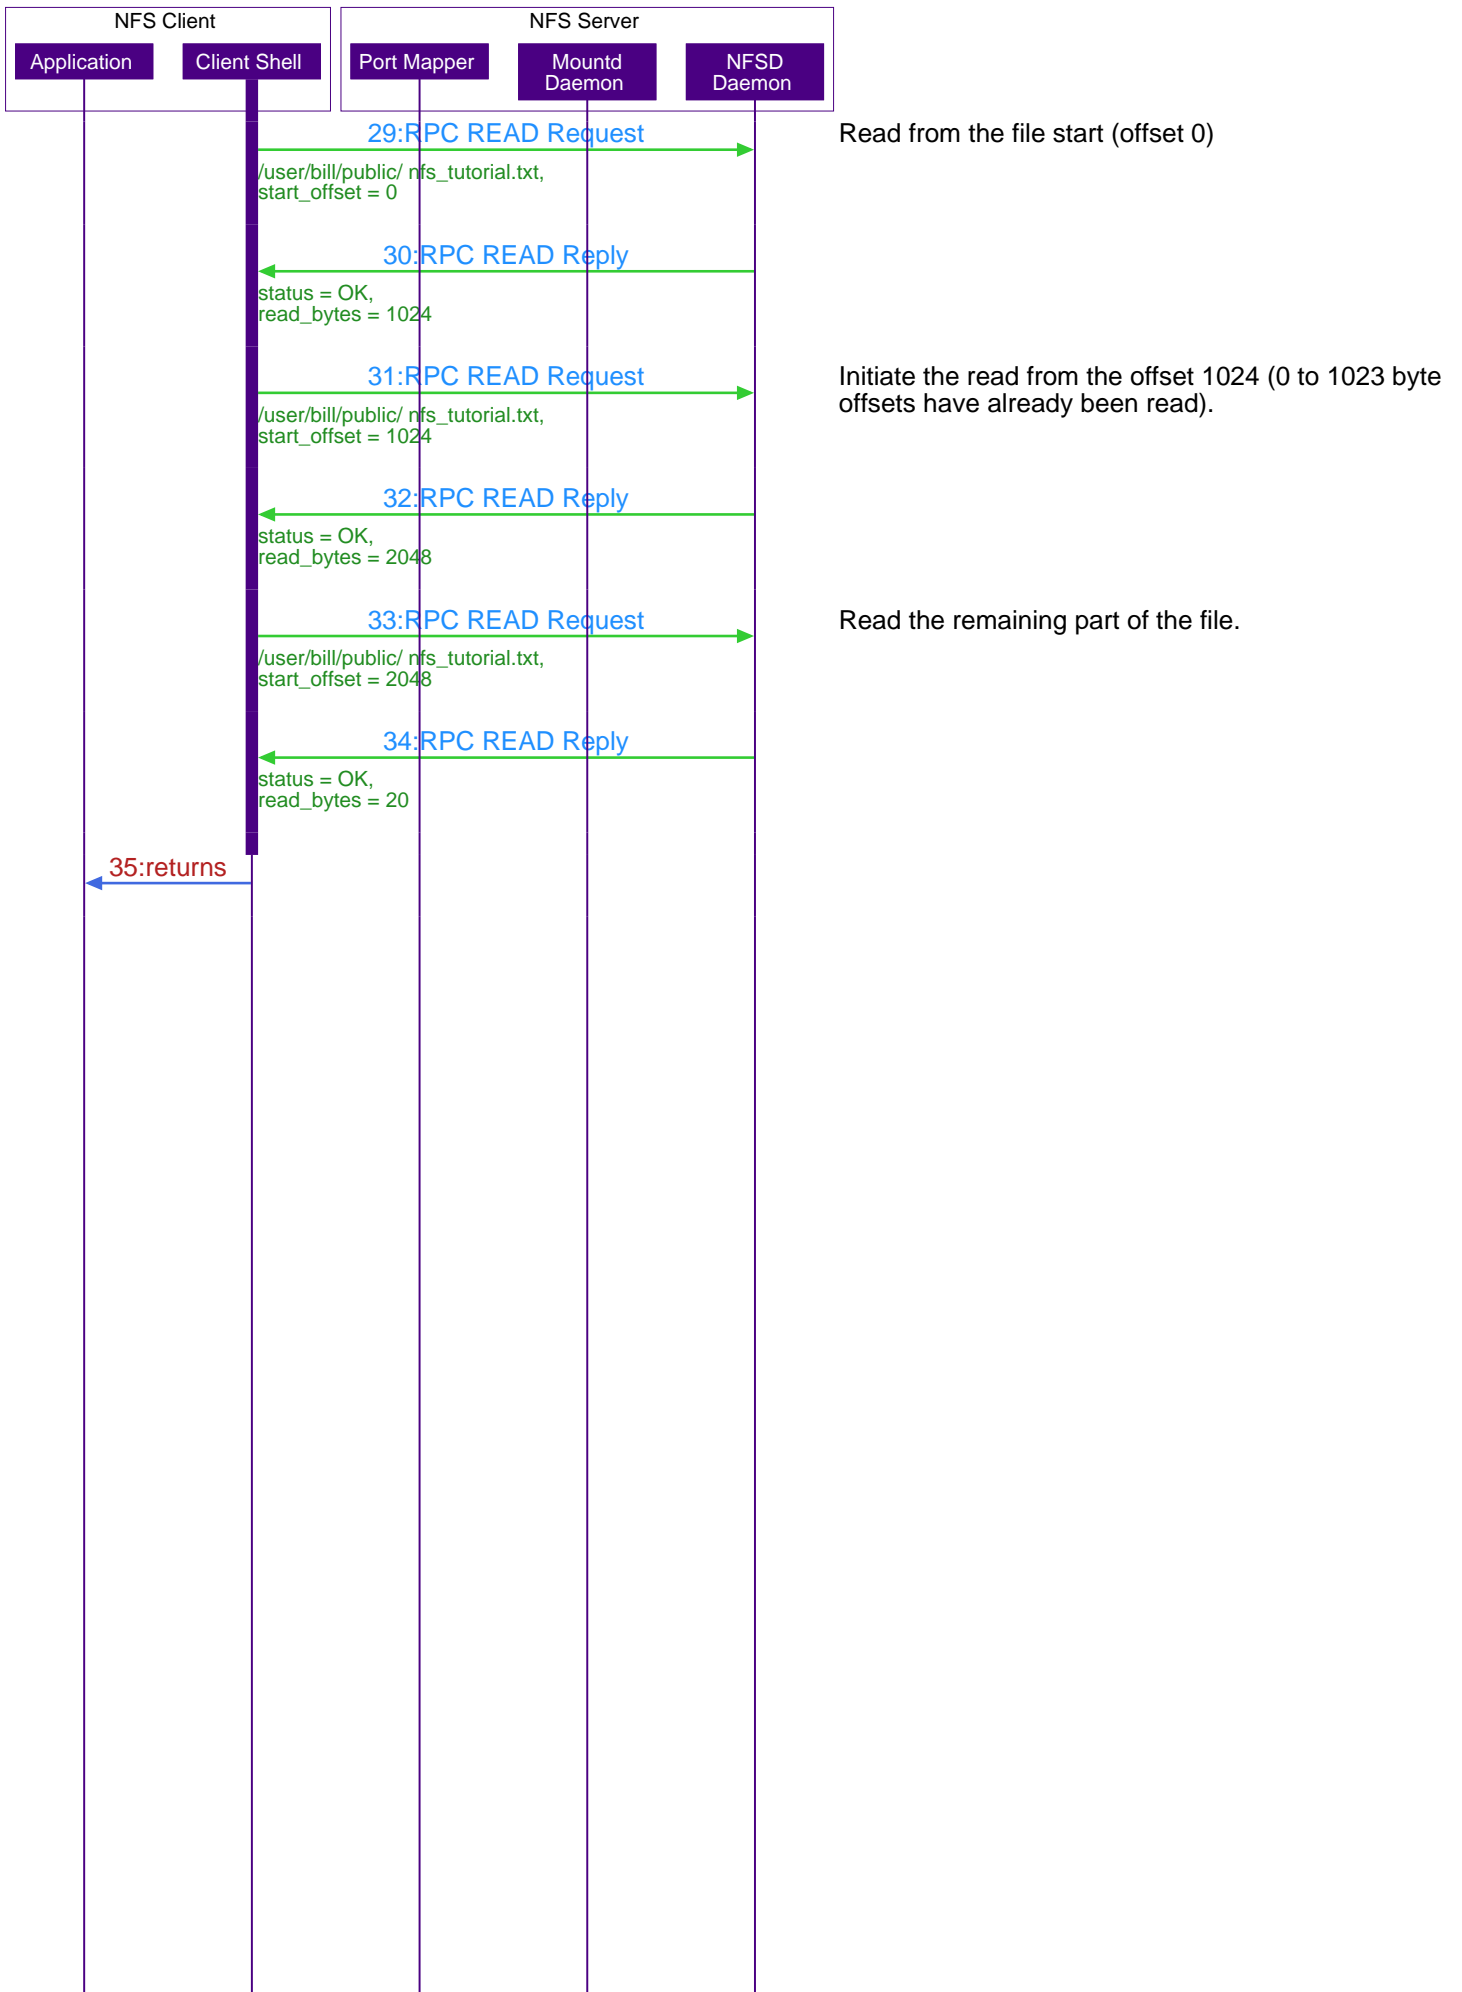 NFS Client
NFS Server
Application
Client Shell
Port Mapper
Mountd
Daemon
NFSD
Daemon
29:RPC READ Request
Read from the file start (offset 0)
/user/bill/public/ nfs_tutorial.txt,
start_offset = 0
30:RPC READ Reply
status = OK,
read_bytes = 1024
31:RPC READ Request
Initiate the read from the offset 1024 (0 to 1023 byte
offsets have already been read).
/user/bill/public/ nfs_tutorial.txt,
start_offset = 1024
32:RPC READ Reply
status = OK,
read_bytes = 2048
33:RPC READ Request
Read the remaining part of the file.
/user/bill/public/ nfs_tutorial.txt,
start_offset = 2048
34:RPC READ Reply
status = OK,
read_bytes = 20
35:returns